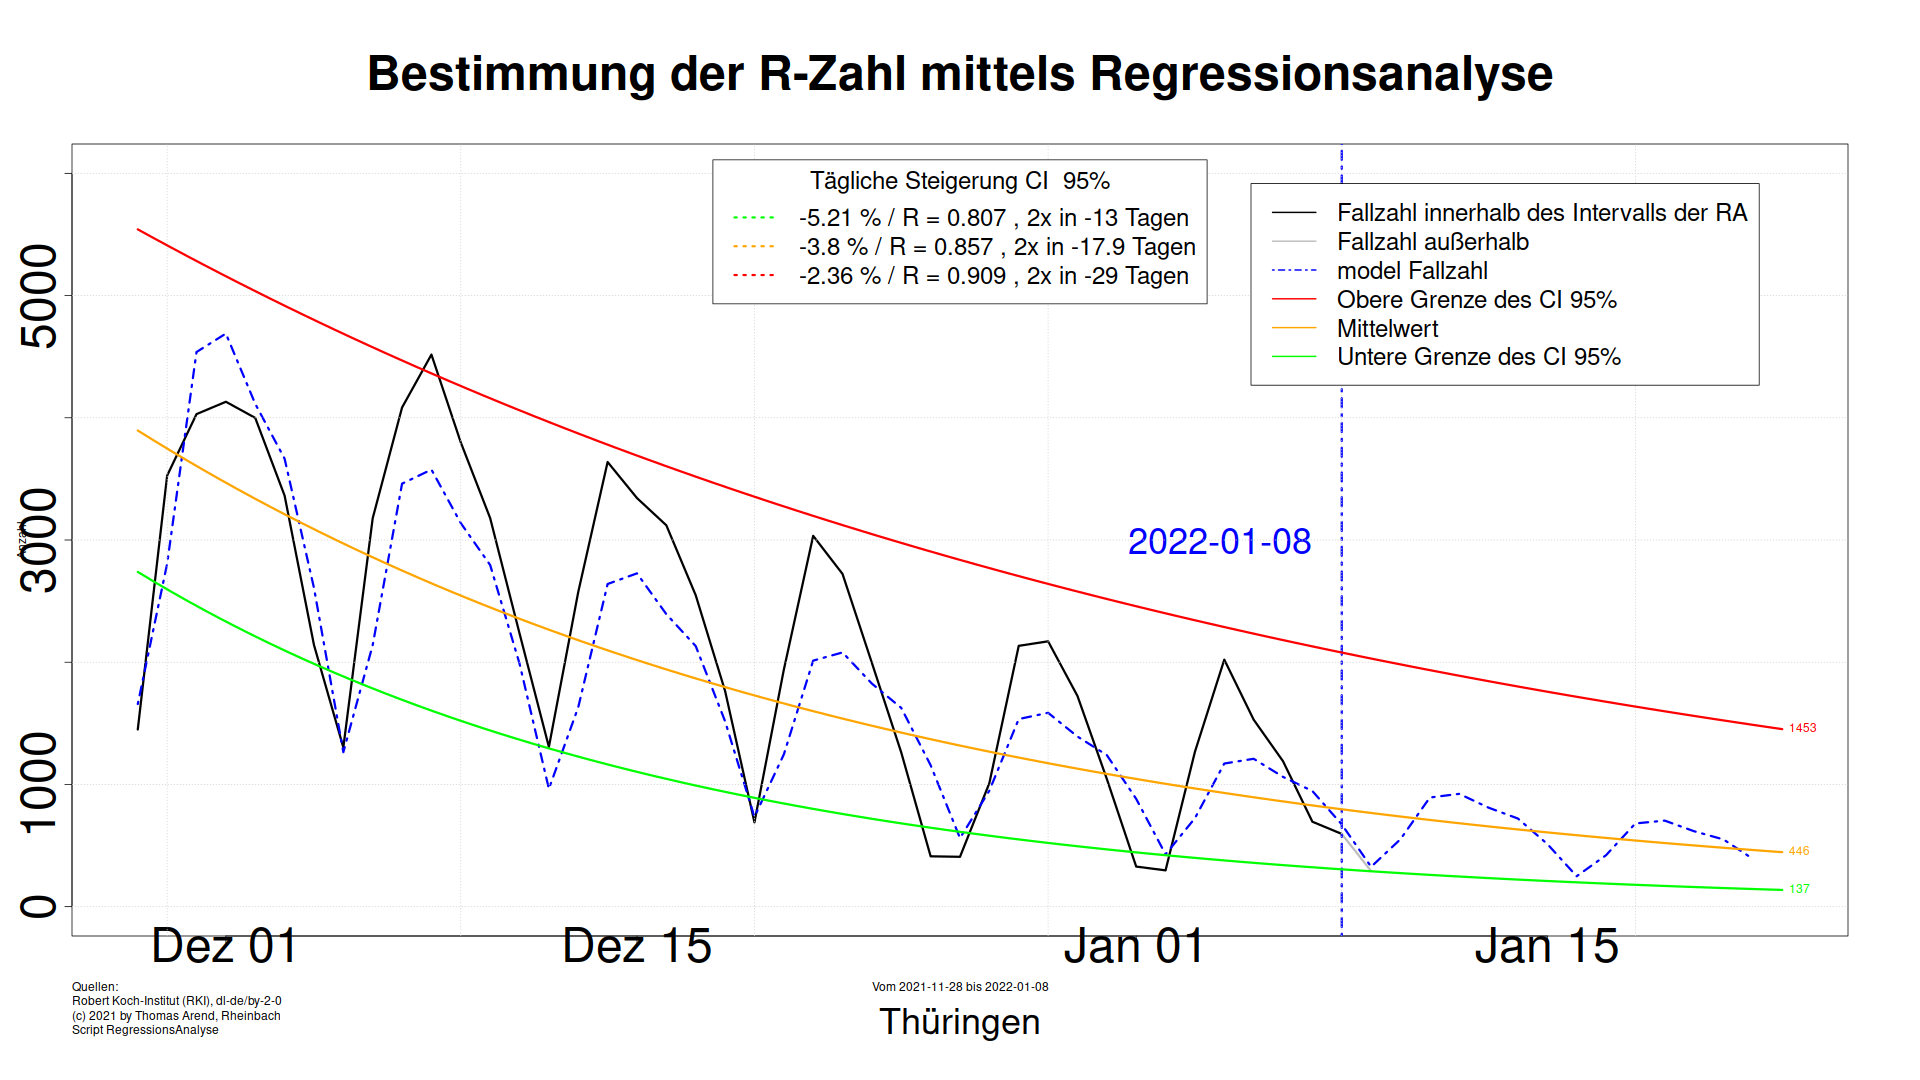 Bestimmung der R-Zahl mittels Regressionsanalyse
Tägliche Steigerung CI  95%
-5.21 % / R = 0.807 , 2x in -13 Tagen
-3.8 % / R = 0.857 , 2x in -17.9 Tagen
-2.36 % / R = 0.909 , 2x in -29 Tagen
Fallzahl innerhalb des Intervalls der RA
Fallzahl außerhalb
model Fallzahl
Obere Grenze des CI 95%
Mittelwert
Untere Grenze des CI 95%
5000
3000
1000
0
Anzahl
2022-01-08
1453
446
137
Dez 01
Dez 15
Jan 01
Jan 15
Quellen:
Robert Koch-Institut (RKI), dl-de/by-2-0
(c) 2021 by Thomas Arend, Rheinbach
Script RegressionsAnalyse
Vom 2021-11-28 bis 2022-01-08
Thüringen